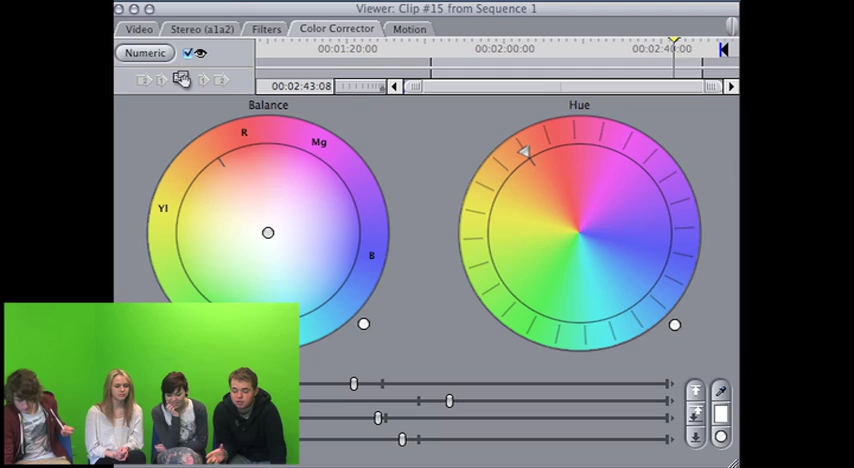 Viewer: Clip #15 from Sequence 1
Video Stereo (a1a2) Filters Color Corrector Motion
Numeric
00:01:20:00 00:02:00:00 00:02:40:00
00:02:43:08
Balance Hue
R
Mg
Yl
B